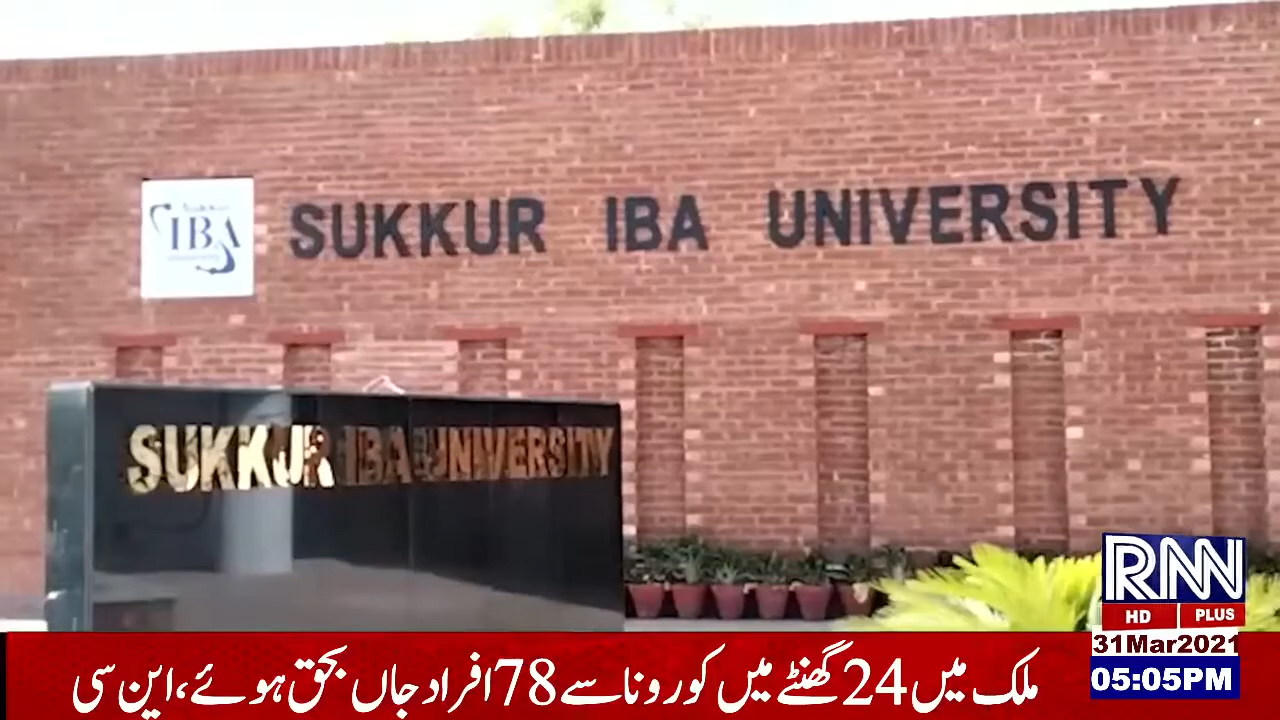 IBA
SUKKUR IBA UNIVERSITY
SUKKUR IBA UNIVERSITY
RNN
HD PLUS
31Mar2021
05:05PM
ملک میں 24 گھنٹے میں کورونا سے 78 افراد جاں بحق ہوئے، این سی